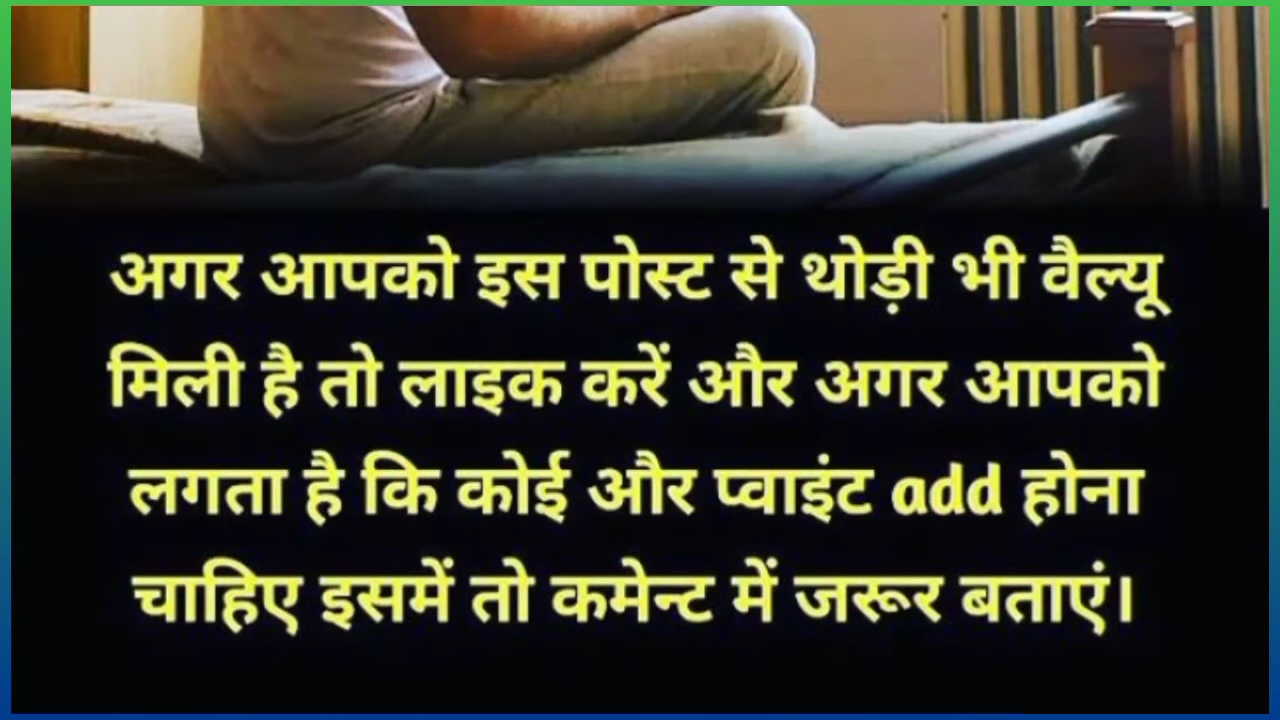 अगर आपको इस पोस्ट से थोड़ी भी वैल्यू
मिली है तो लाइक करें और अगर आपको
लगता है कि कोई और प्वाइंट add होना
चाहिए इसमें तो कमेन्ट में जरूर बताएं।